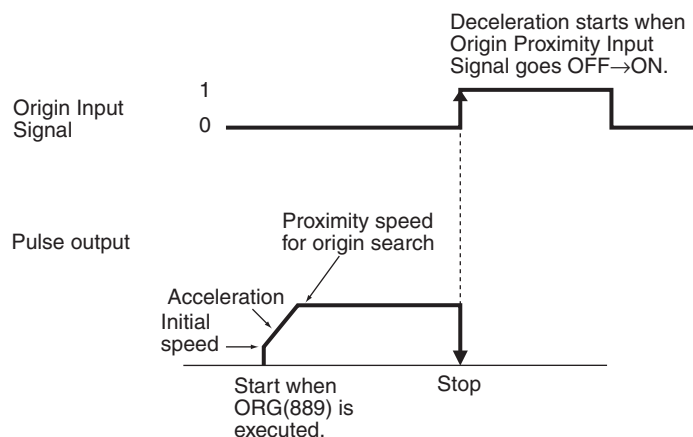 Deceleration starts when
Origin Proximity Input
Signal goes OFF→ON.
Origin Input
Signal
1
0
Pulse output
Proximity speed
for origin search
Acceleration
Initial
speed
Start when
ORG(889) is
executed.
Stop